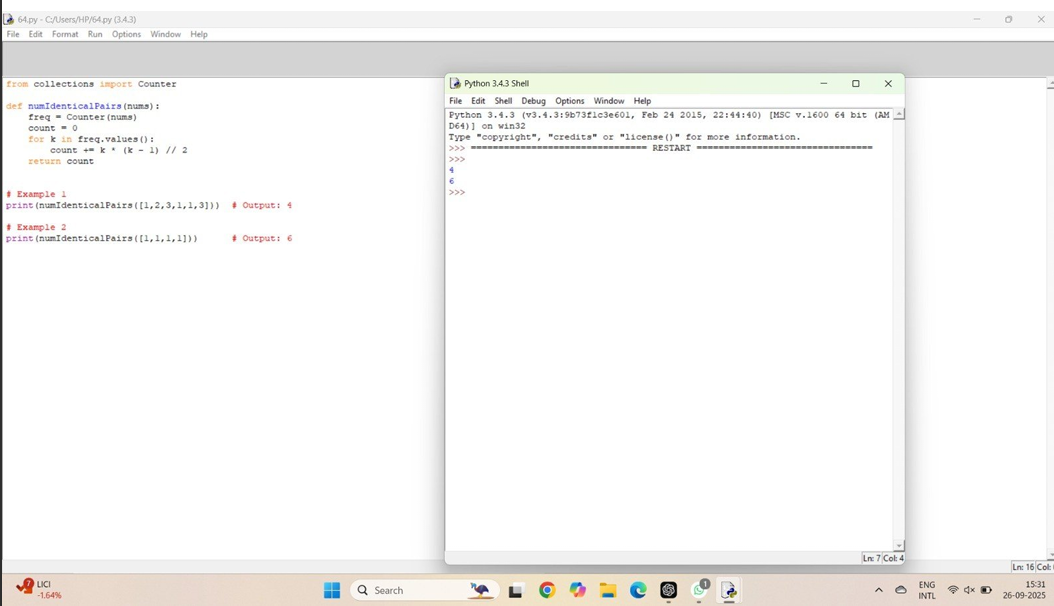 64.py - C:/Users/HP/64.py (3.4.3)
File Edit Format Run Options Window Help
from collections import Counter
def numIdenticalPairs(nums):
    freq = Counter(nums)
    count = 0
    for k in freq.values():
        count += k * (k - 1) // 2
    return count
# Example 1
print(numIdenticalPairs([1,2,3,1,1,3]))  # Output: 4
# Example 2
print(numIdenticalPairs([1,1,1,1]))      # Output: 6
Python 3.4.3 Shell
File Edit Shell Debug Options Window Help
Python 3.4.3 (v3.4.3:9b73f1c3e601, Feb 24 2015, 22:44:40) [MSC v.1600 64 bit (AM
D64)] on win32
Type "copyright", "credits" or "license()" for more information.
>>> ================================ RESTART ================================
>>>
4
6
>>>
Ln: 7 Col: 4
Ln: 16 Col:
7
LICI
-1.64%
Search
1
ENG
INTL
15:31
26-09-2025